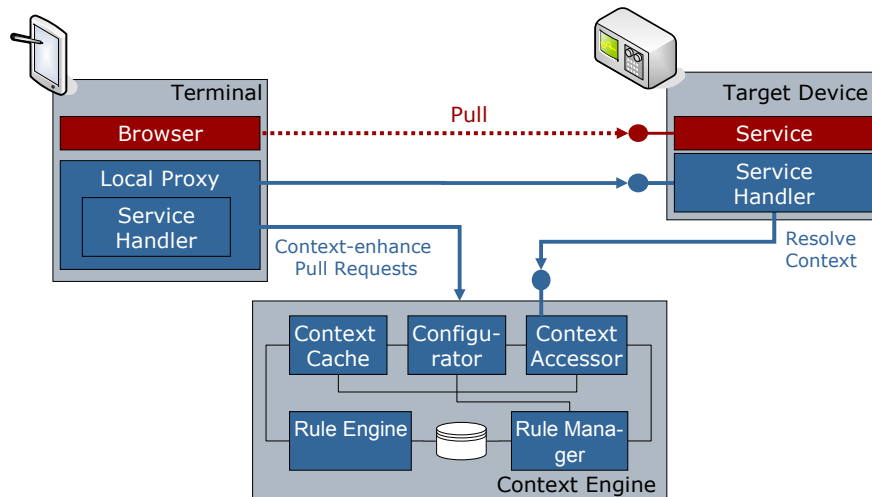 Terminal
Target Device
Browser
Pull
Service
Local Proxy
Service
Handler
Service
Handler
Context-enhance
Pull Requests
Resolve
Context
Context
Cache
Configu-
rator
Context
Accessor
Rule Engine
Rule Mana-
ger
Context Engine